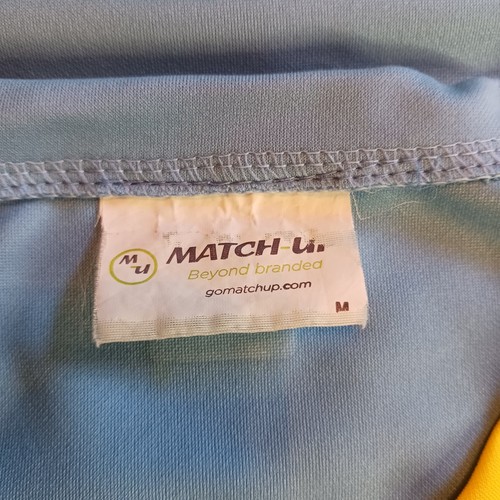 M
U
MATCH-U
Beyond branded
gomatchup.com
M